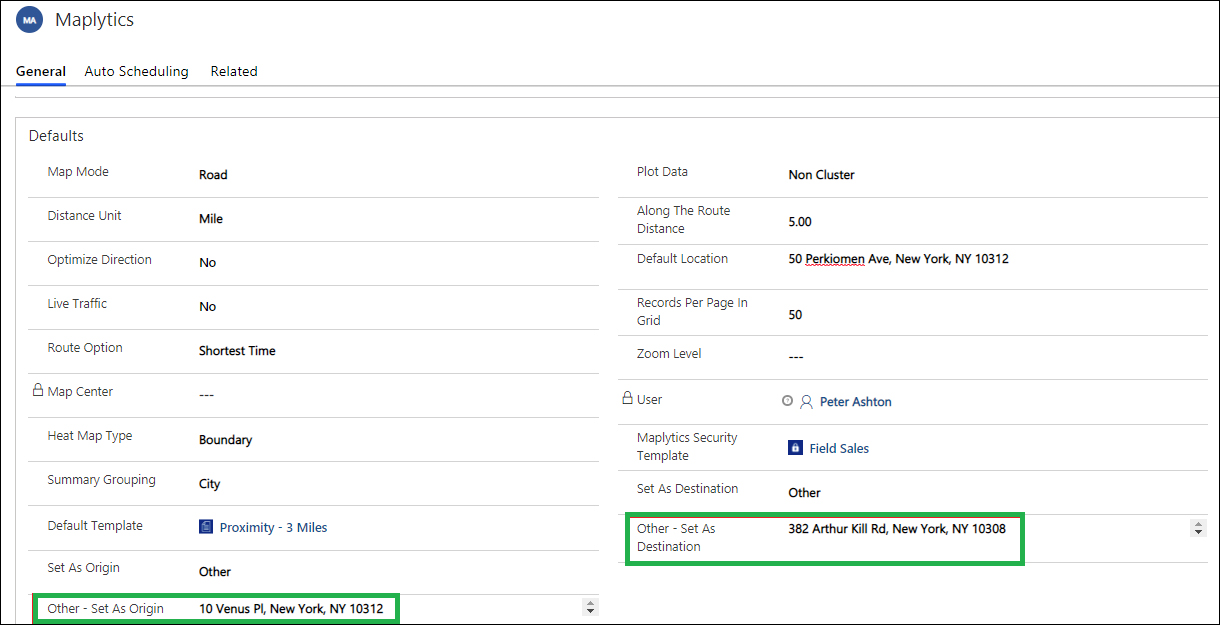 MA
Maplytics
General Auto Scheduling Related
Defaults
Map Mode Road
Distance Unit Mile
Optimize Direction No
Live Traffic No
Route Option Shortest Time
Map Center ---
Heat Map Type Boundary
Summary Grouping City
Default Template Proximity - 3 Miles
Set As Origin Other
Other - Set As Origin 10 Venus Pl, New York, NY 10312
Plot Data Non Cluster
Along The Route
Distance
5.00
Default Location 50 Perkiomen Ave, New York, NY 10312
Records Per Page In
Grid
50
Zoom Level ---
User Peter Ashton
Maplytics Security
Template
Field Sales
Set As Destination Other
Other - Set As
Destination
382 Arthur Kill Rd, New York, NY 10308